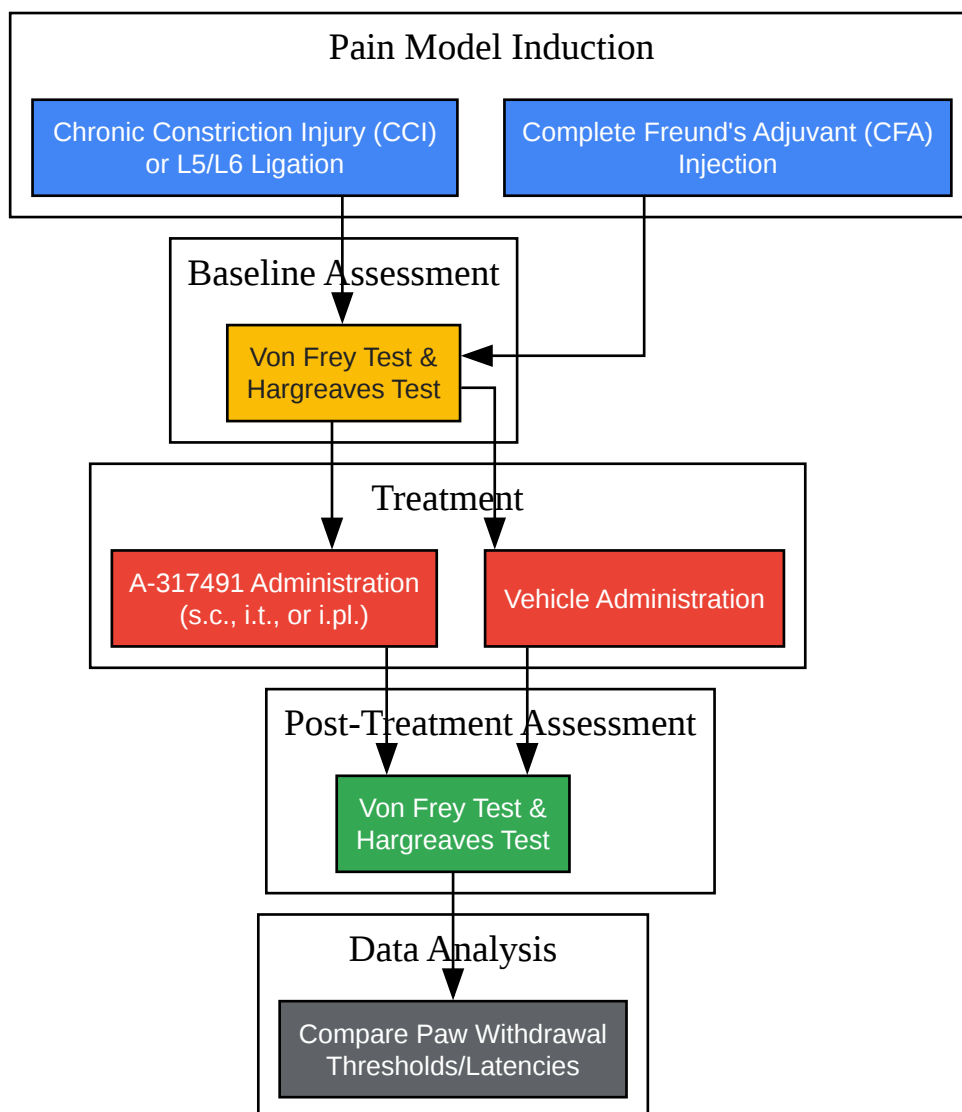 Pain Model Induction
Chronic Constriction Injury (CCI)
or L5/L6 Ligation
Complete Freund's Adjuvant (CFA)
Injection
Baseline Assessment
Von Frey Test &
Hargreaves Test
Treatment
A-317491 Administration
(s.c., i.t., or i.pl.)
Vehicle Administration
Post-Treatment Assessment
Von Frey Test &
Hargreaves Test
Data Analysis
Compare Paw Withdrawal
Thresholds/Latencies